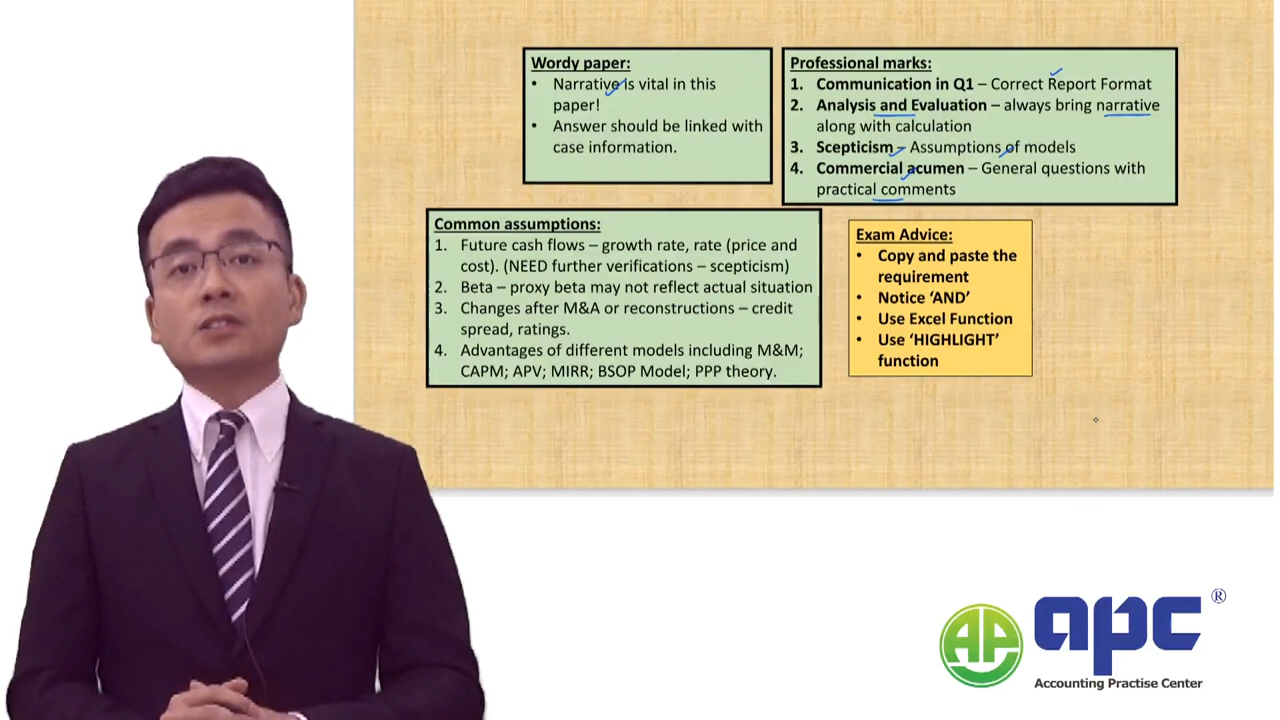 Wordy paper:
• Narrative is vital in this
paper!
• Answer should be linked with
case information.
Professional marks:
1. Communication in Q1 – Correct Report Format
2. Analysis and Evaluation – always bring narrative
along with calculation
3. Scepticism – Assumptions of models
4. Commercial acumen – General questions with
practical comments
Common assumptions:
1. Future cash flows – growth rate, rate (price and
cost). (NEED further verifications – scepticism)
2. Beta – proxy beta may not reflect actual situation
3. Changes after M&A or reconstructions – credit
spread, ratings.
4. Advantages of different models including M&M;
CAPM; APV; MIRR; BSOP Model; PPP theory.
Exam Advice:
• Copy and paste the
requirement
• Notice ‘AND’
• Use Excel Function
• Use ‘HIGHLIGHT’
function
AP
apc®
Accounting Practise Center